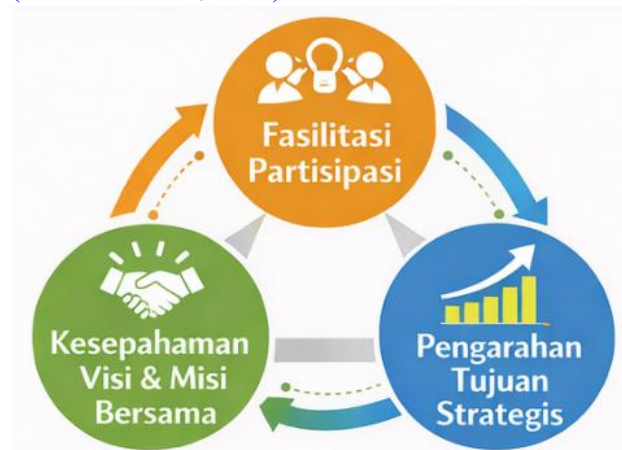 Fasilitasi
Partisipasi
Kesepahaman
Visi & Misi
Bersama
Pengarahan
Tujuan
Strategis